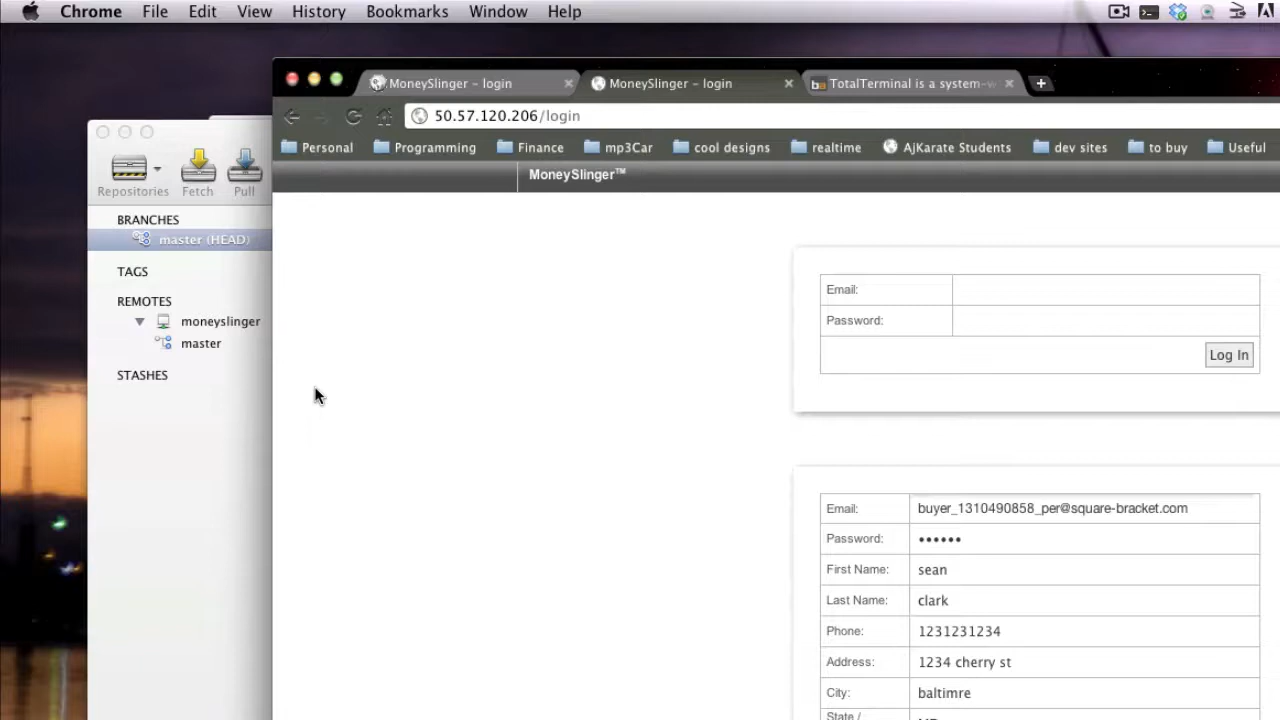 Chrome File Edit View History Bookmarks Window Help
MoneySlinger – login MoneySlinger – login TotalTerminal is a system-w
50.57.120.206/login
Personal Programming Finance mp3Car cool designs realtime AjKarate Students dev sites to buy Useful
MoneySlinger™
Repositories Fetch Pull
BRANCHES
master (HEAD)
TAGS
REMOTES
moneyslinger
master
STASHES
Email:
Password:
Log In
Email: buyer_1310490858_per@square-bracket.com
Password: ••••••
First Name: sean
Last Name: clark
Phone: 1231231234
Address: 1234 cherry st
City: baltimre
State /